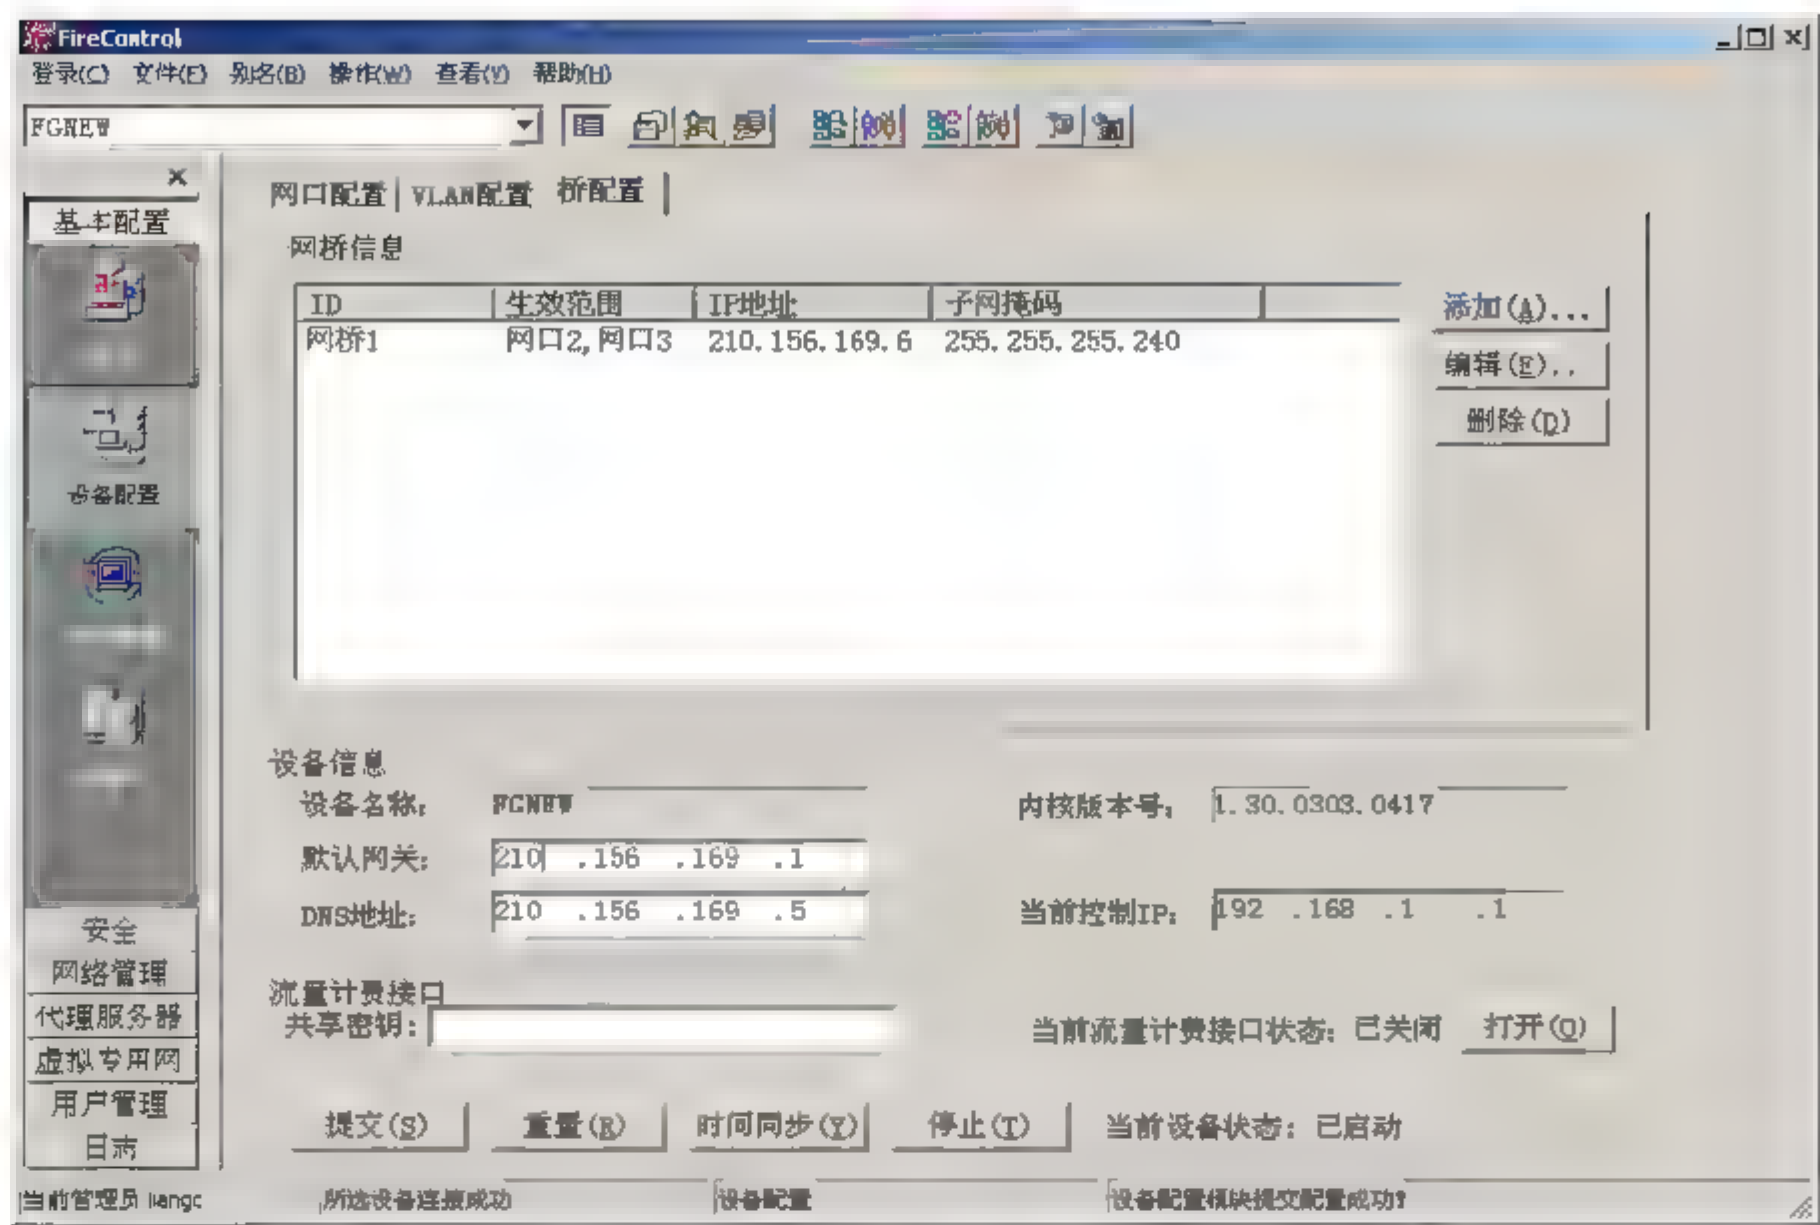 FireControl
登录(C) 文件(F) 别名(B) 操作(W) 查看(V) 帮助(H)
FGNEW
网口配置 VLAN配置 桥配置
基本配置
网桥信息
ID 生效范围 IP地址 子网掩码
网桥1 网口2,网口3 210.156.169.6 255.255.255.240
添加(A)...
编辑(E)..
删除(D)
设备配置
设备信息
设备名称: FGNEW 内核版本号: 1.30.0303.0417
默认网关: 210 .156 .169 .1
DNS地址: 210 .156 .169 .5 当前控制IP: 192 .168 .1 .1
安全
网络管理
代理服务器
虚拟专用网
用户管理
日志
流量计费接口
共享密钥: 当前流量计费接口状态: 已关闭 打开(O)
提交(S) 重置(R) 时间同步(Y) 停止(T) 当前设备状态: 已启动
当前管理员 liangc 所选设备连接成功 设备配置 设备配置模块提交配置成功!